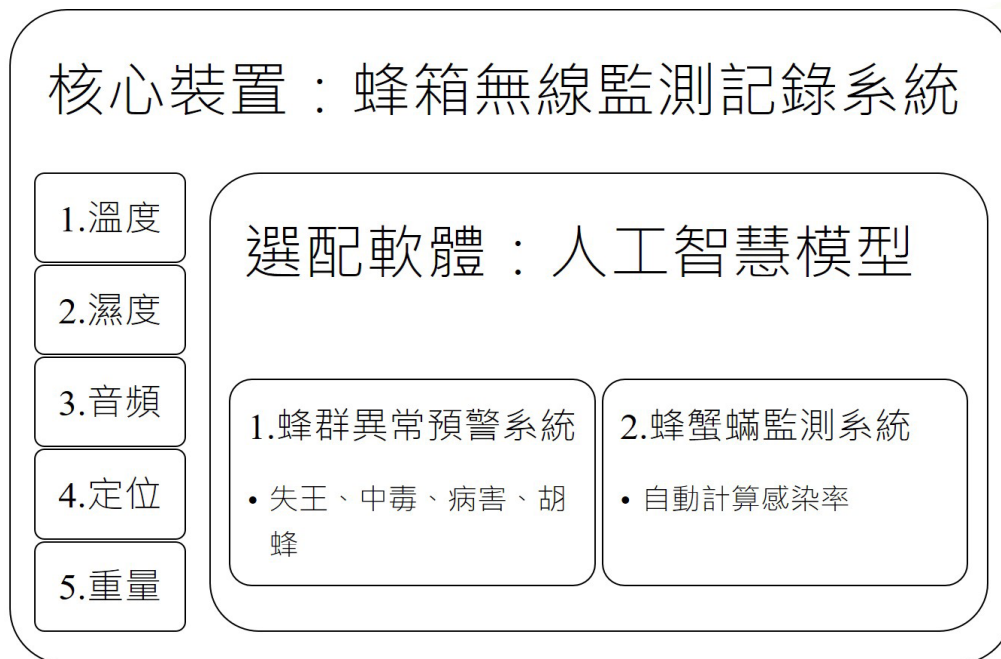 核心裝置：蜂箱無線監測記錄系統
1.溫度
2.濕度
3.音頻
4.定位
5.重量
選配軟體：人工智慧模型
1.蜂群異常預警系統
• 失王、中毒、病害、胡
蜂
2.蜂蟹蟎監測系統
• 自動計算感染率